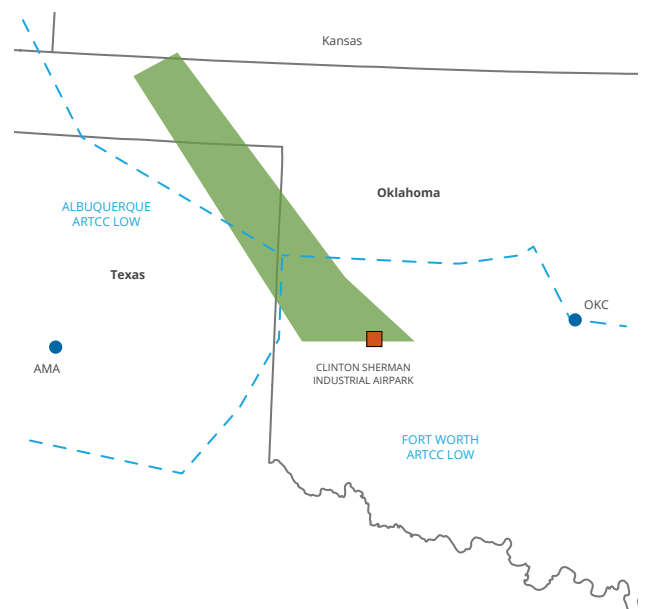 Kansas
Oklahoma
ALBUQUERQUE
ARTCC LOW
Texas
OKC
AMA
CLINTON SHERMAN
INDUSTRIAL AIRPARK
FORT WORTH
ARTCC LOW